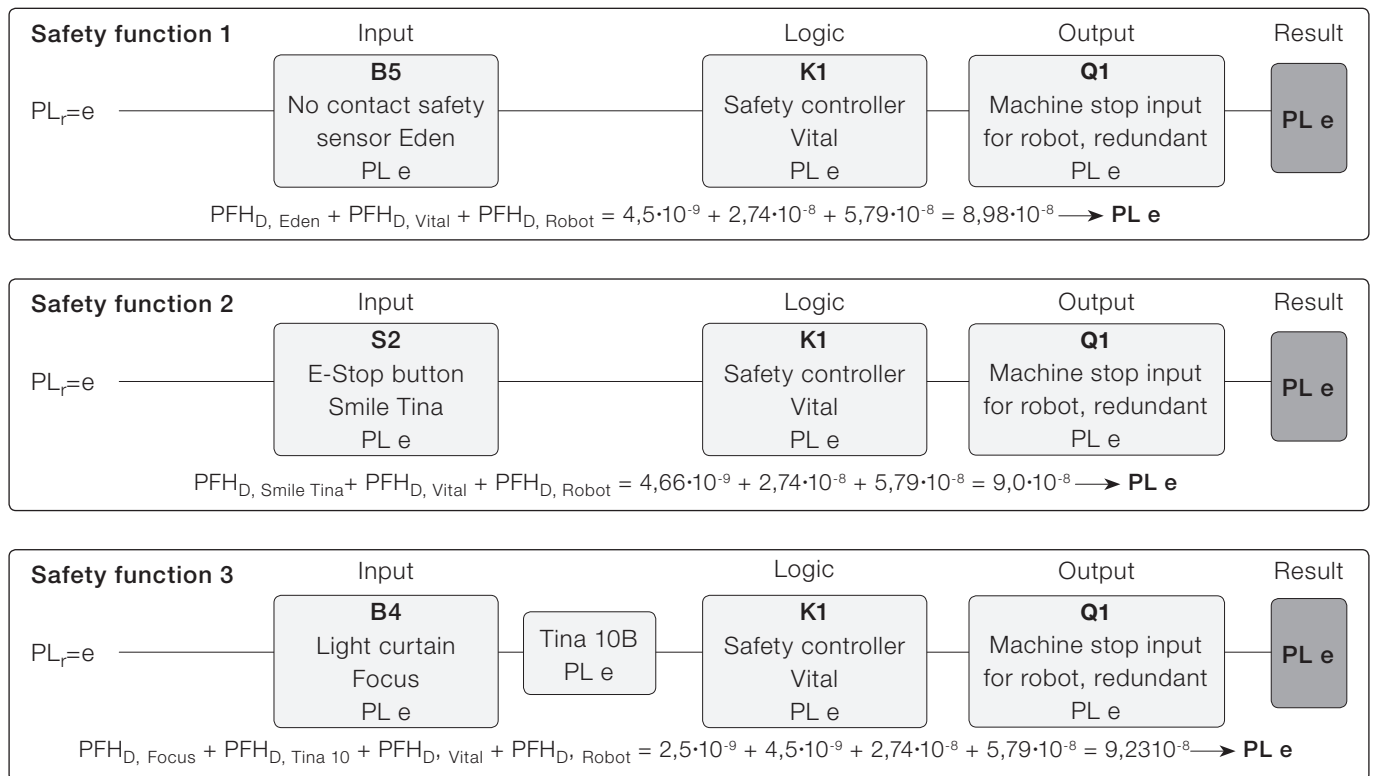 Safety function 1 Input Logic Output Result
PLr=e
B5
No contact safety
sensor Eden
PL e
K1
Safety controller
Vital
PL e
Q1
Machine stop input
for robot, redundant
PL e
PL e
PFHD, Eden + PFHD, Vital + PFHD, Robot = 4,5•10-9 + 2,74•10-8 + 5,79•10-8 = 8,98•10-8 → PL e
Safety function 2 Input Logic Output Result
PLr=e
S2
E-Stop button
Smile Tina
PL e
K1
Safety controller
Vital
PL e
Q1
Machine stop input
for robot, redundant
PL e
PL e
PFHD, Smile Tina+ PFHD, Vital + PFHD, Robot = 4,66•10-9 + 2,74•10-8 + 5,79•10-8 = 9,0•10-8 → PL e
Safety function 3 Input Logic Output Result
PLr=e
B4
Light curtain
Focus
PL e
Tina 10B
PL e
K1
Safety controller
Vital
PL e
Q1
Machine stop input
for robot, redundant
PL e
PL e
PFHD, Focus + PFHD, Tina 10 + PFHD, Vital + PFHD, Robot = 2,5•10-9 + 4,5•10-9 + 2,74•10-8 + 5,79•10-8 = 9,2310-8 → PL e